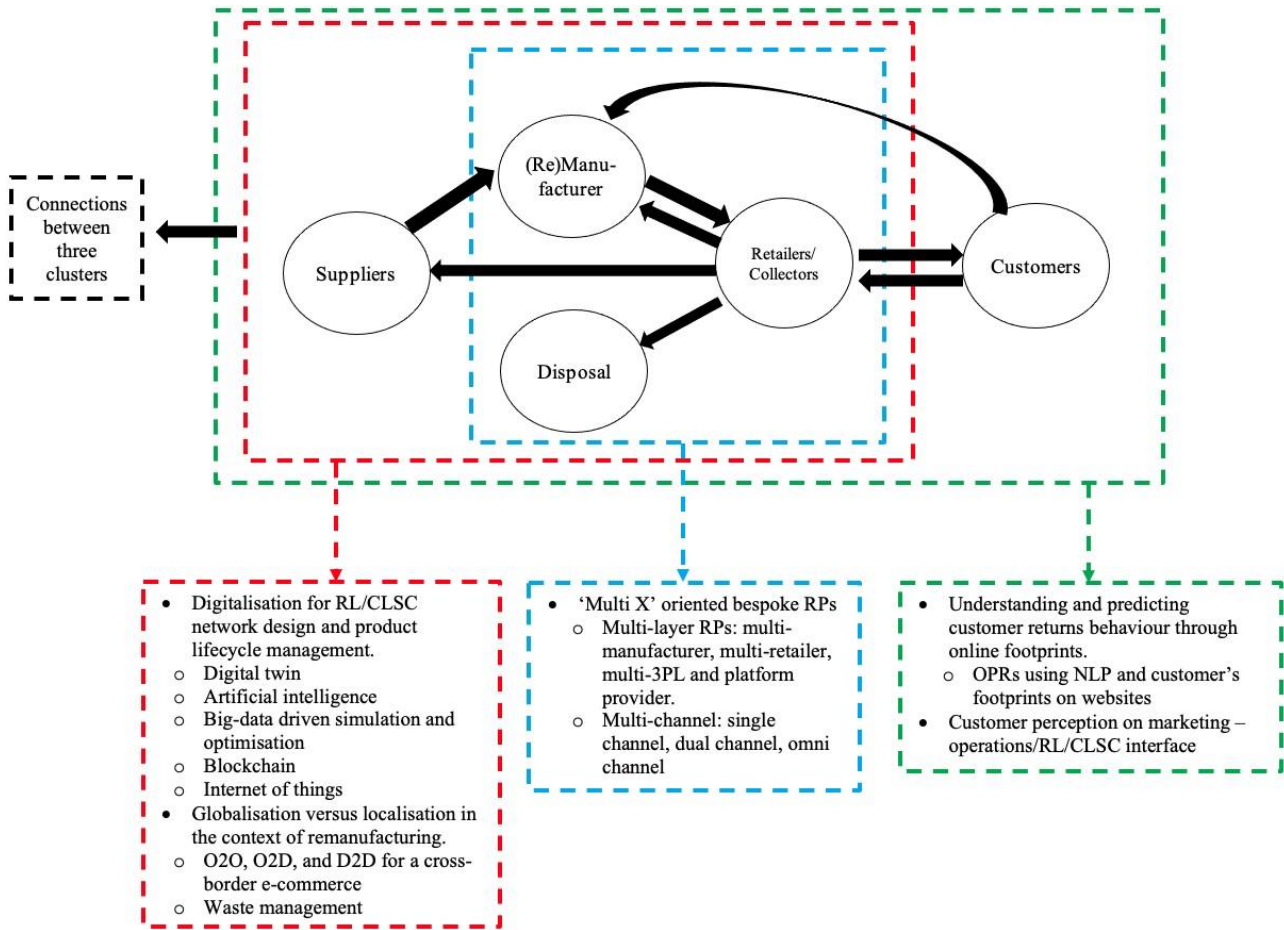 (Re)Manu-
facturer
Connections
between
three
clusters
Suppliers
Retailers/
Collectors
Customers
Disposal
• Digitalisation for RL/CLSC
network design and product
lifecycle management.
o Digital twin
o Artificial intelligence
o Big-data driven simulation and
optimisation
o Blockchain
o Internet of things
• Globalisation versus localisation in
the context of remanufacturing.
o O2O, O2D, and D2D for a cross-
border e-commerce
o Waste management
• ‘Multi X’ oriented bespoke RPs
o Multi-layer RPs: multi-
manufacturer, multi-retailer,
multi-3PL and platform
provider.
o Multi-channel: single
channel, dual channel, omni
channel
• Understanding and predicting
customer returns behaviour through
online footprints.
o OPRs using NLP and customer’s
footprints on websites
• Customer perception on marketing –
operations/RL/CLSC interface